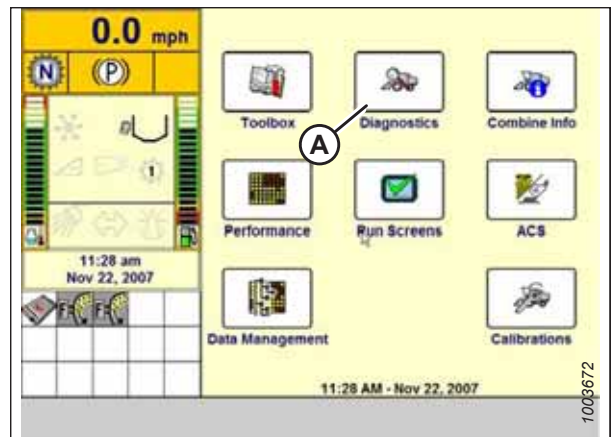 0.0 mph
N
(P)
1
11:28 am
Nov 22, 2007
F=
F=
Toolbox
Diagnostics
Combine Info
A
Performance
Run Screens
ACS
Data Management
Calibrations
11:28 AM - Nov 22, 2007
1003672